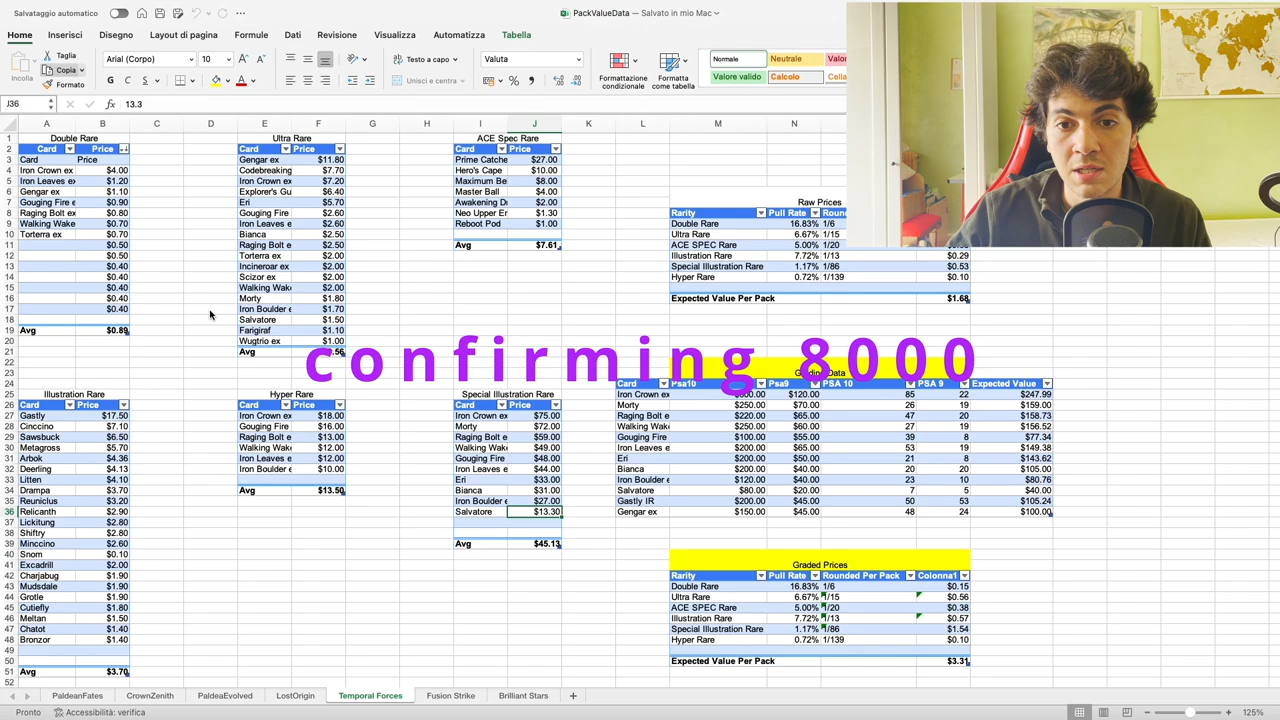 Salvataggio automatico
PackValueData — Salvato in mio Mac
Home Inserisci Disegno Layout di pagina Formule Dati Revisione Visualizza Automatizza Tabella
Incolla
Taglia
Copia
Formato
Arial (Corpo) 10
G C S
Testo a capo
Unisci e centra
Valuta
Formattazione condizionale
Formatta come tabella
Normale Neutrale
Valore valido Calcolo
J36 fx 13.3
A B C D E F G H I J K L M N
Double Rare
Card Price
Card Price
Iron Crown ex $4.00
Iron Leaves ex $1.20
Gengar ex $1.10
Gouging Fire e $0.90
Raging Bolt ex $0.80
Walking Wake $0.70
Torterra ex $0.70
$0.50
$0.50
$0.40
$0.40
$0.40
$0.40
$0.40
Avg $0.89
Ultra Rare
Card Price
Gengar ex $11.80
Codebreaking $7.70
Iron Crown ex $7.20
Explorer's Gu $6.40
Eri $5.70
Gouging Fire $2.60
Iron Leaves e $2.60
Bianca $2.50
Raging Bolt e $2.50
Torterra ex $2.00
Incineroar ex $2.00
Scizor ex $2.00
Walking Wake $2.00
Morty $1.80
Iron Boulder e $1.70
Salvatore $1.50
Farigiraf $1.10
Wugtrio ex $1.00
Avg
ACE Spec Rare
Card Price
Prime Catche $27.00
Hero's Cape $10.00
Maximum Be $8.00
Master Ball $4.00
Awakening D $2.00
Neo Upper Er $1.30
Reboot Pod $1.00
Avg $7.61
Raw Prices
Rarity Pull Rate
Double Rare 16.83% 1/6
Ultra Rare 6.67% 1/15
ACE SPEC Rare 5.00% 1/20
Illustration Rare 7.72% 1/13 $0.29
Special Illustration Rare 1.17% 1/86 $0.53
Hyper Rare 0.72% 1/139 $0.10
Expected Value Per Pack $1.68
confirming 8000
Illustration Rare
Card Price
Gastly $17.50
Cinccino $7.10
Sawsbuck $6.50
Metagross $5.70
Arbok $4.36
Deerling $4.13
Litten $4.10
Drampa $3.70
Reuniclus $3.20
Relicanth $2.90
Lickitung $2.80
Shiftry $2.80
Minccino $2.60
Snom $0.10
Excadrill $2.00
Charjabug $1.90
Mudsdale $1.90
Grotle $1.90
Cutiefly $1.80
Meltan $1.50
Chatot $1.40
Bronzor $1.40
Avg $3.70
Hyper Rare
Card Price
Iron Crown ex $18.00
Gouging Fire $16.00
Raging Bolt e $13.00
Walking Wake $12.00
Iron Leaves e $12.00
Iron Boulder e $10.00
Avg $13.50
Special Illustration Rare
Card Price
Iron Crown ex $75.00
Morty $72.00
Raging Bolt e $59.00
Walking Wake $49.00
Gouging Fire $48.00
Iron Leaves e $44.00
Eri $33.00
Bianca $31.00
Iron Boulder e $27.00
Salvatore $13.30
Avg $45.13
Card Psa10 Psa9 PSA 10 PSA 9 Expected Value
Iron Crown ex $120.00 85 22 $247.99
Morty $250.00 $70.00 26 19 $159.00
Raging Bolt e $220.00 $65.00 47 20 $158.73
Walking Wake $250.00 $60.00 27 19 $156.52
Gouging Fire $100.00 $55.00 39 8 $77.34
Iron Leaves e $200.00 $65.00 53 19 $149.38
Eri $200.00 $45.00 21 8 $143.62
Bianca $200.00 $40.00 20 20 $105.00
Iron Boulder e $120.00 $40.00 23 8 $80.76
Salvatore $80.00 $20.00 7 5 $40.00
Gastly IR $200.00 $45.00 50 53 $105.24
Gengar ex $150.00 $45.00 48 24 $100.00
Graded Prices
Rarity Pull Rate Rounded Per Pack Colonna1
Double Rare 16.83% 1/6 $0.15
Ultra Rare 6.67% 1/15 $0.56
ACE SPEC Rare 5.00% 1/20 $0.38
Illustration Rare 7.72% 1/13 $0.57
Special Illustration Rare 1.17% 1/86 $1.54
Hyper Rare 0.72% 1/139 $0.10
Expected Value Per Pack $3.31
PaldeanFates CrownZenith PaldeaEvolved LostOrigin Temporal Forces Fusion Strike Brilliant Stars +
Pronto Accessibilità: verifica 125%